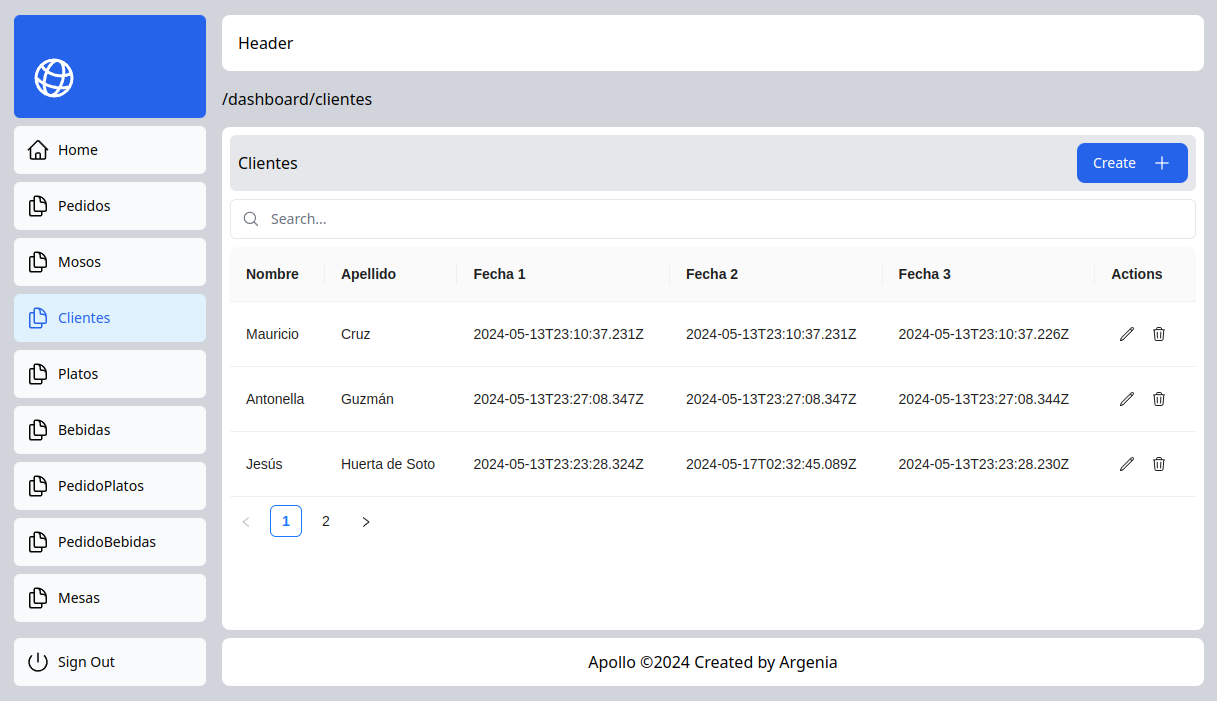 Header
/dashboard/clientes
Home
Pedidos
Mosos
Clientes
Platos
Bebidas
PedidoPlatos
PedidoBebidas
Mesas
Sign Out
Clientes
Create
Search...
Nombre Apellido Fecha 1 Fecha 2 Fecha 3 Actions
Mauricio Cruz 2024-05-13T23:10:37.231Z 2024-05-13T23:10:37.231Z 2024-05-13T23:10:37.226Z
Antonella Guzmán 2024-05-13T23:27:08.347Z 2024-05-13T23:27:08.347Z 2024-05-13T23:27:08.344Z
Jesús Huerta de Soto 2024-05-13T23:23:28.324Z 2024-05-17T02:32:45.089Z 2024-05-13T23:23:28.230Z
1 2
Apollo ©2024 Created by Argenia